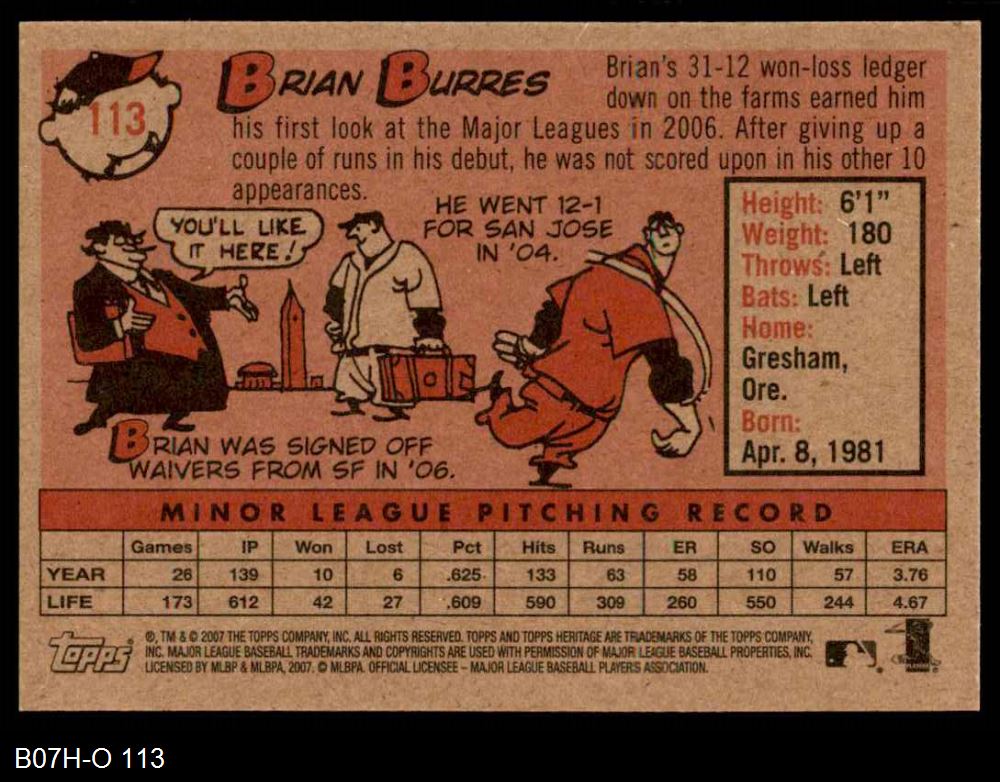 113
BRIAN BURRES
Brian's 31-12 won-loss ledger
down on the farms earned him
his first look at the Major Leagues in 2006. After giving up a
couple of runs in his debut, he was not scored upon in his other 10
appearances.
YOU'LL LIKE
IT HERE!
HE WENT 12-1
FOR SAN JOSE
IN '04.
BRIAN WAS SIGNED OFF
WAIVERS FROM SF IN '06.
Height: 6'1"
Weight: 180
Throws: Left
Bats: Left
Home:
Gresham,
Ore.
Born:
Apr. 8, 1981
MINOR LEAGUE PITCHING RECORD
Games IP Won Lost Pct Hits Runs ER SO Walks ERA
YEAR 26 139 10 6 .625 133 63 58 110 57 3.76
LIFE 173 612 42 27 .609 590 309 260 550 244 4.67
Topps
®, TM & © 2007 THE TOPPS COMPANY, INC. ALL RIGHTS RESERVED. TOPPS AND TOPPS HERITAGE ARE TRADEMARKS OF THE TOPPS COMPANY,
INC. MAJOR LEAGUE BASEBALL TRADEMARKS AND COPYRIGHTS ARE USED WITH PERMISSION OF MAJOR LEAGUE BASEBALL PROPERTIES, INC.
LICENSED BY MLBP & MLBPA, 2007. © MLBPA. OFFICIAL LICENSEE – MAJOR LEAGUE BASEBALL PLAYERS ASSOCIATION.
B07H-O 113